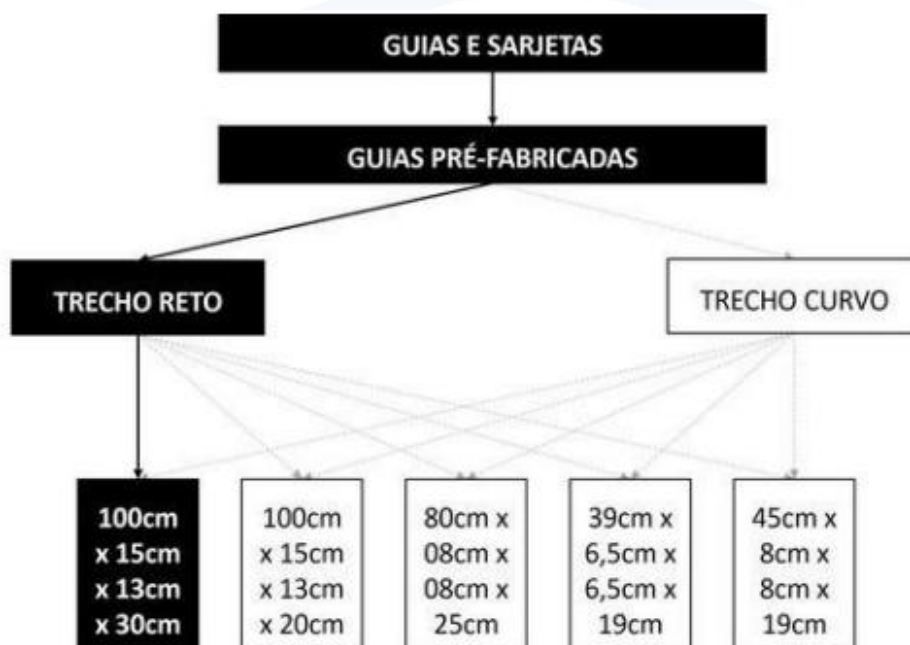 GUIAS E SARJETAS
GUIAS PRÉ-FABRICADAS
TRECHO RETO
TRECHO CURVO
100cm
x 15cm
x 13cm
x 30cm
100cm
x 15cm
x 13cm
x 20cm
80cm x
08cm x
08cm x
25cm
39cm x
6,5cm x
6,5cm x
19cm
45cm x
8cm x
8cm x
19cm